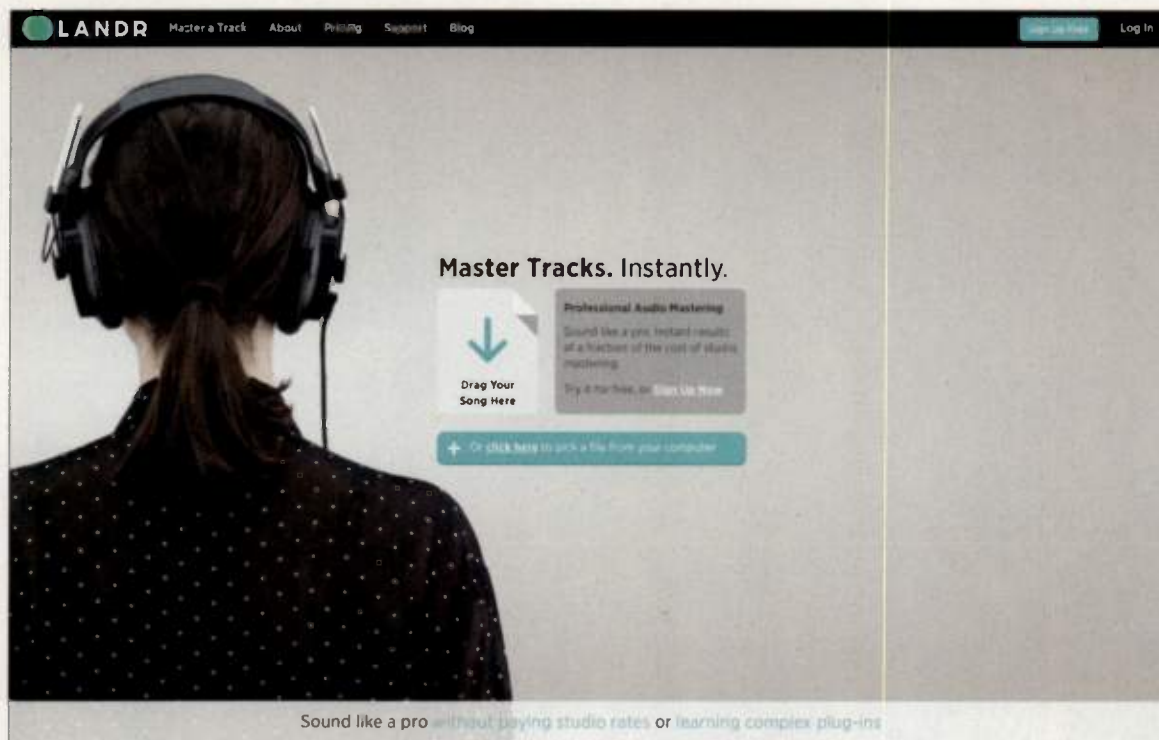 LANDR Master a Track About Pricing Support Blog Sign Up Free Log In
Master Tracks. Instantly.
Drag Your
Song Here
Professional Audio Mastering
Sound like a pro. Instant results
at a fraction of the cost of studio
mastering.
Try it for free, or Sign Up Now
+ Or click here to pick a file from your computer
Sound like a pro without paying studio rates or learning complex plug-ins